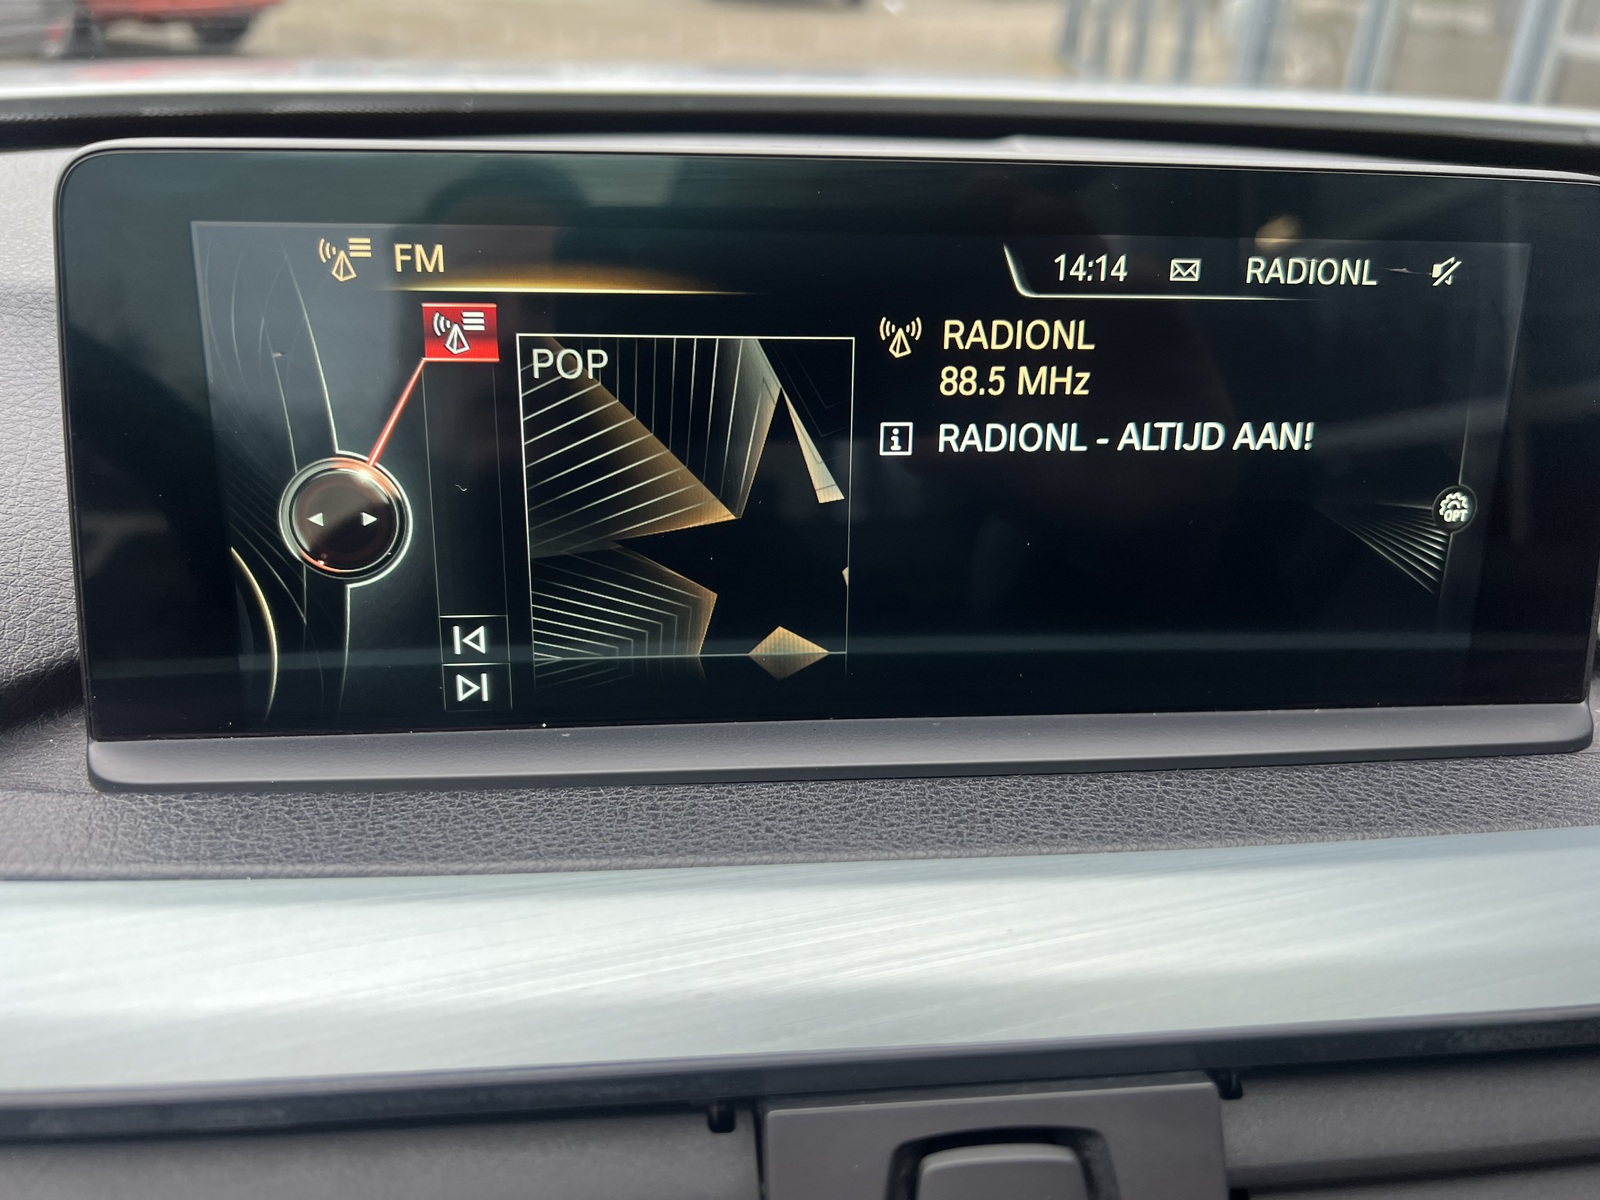 FM
14:14 RADIONL
POP
RADIONL
88.5 MHz
i RADIONL - ALTIJD AAN!
OPT